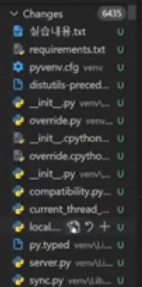 Changes 6435
실습내용.txt U
requirements.txt U
pyvenv.cfg venv U
distutils-preced... U
__init__.py venv\... U
override.py venv... U
__init__.cpython... U
override.cpytho... U
__init__.py venv\... U
compatibility.py... U
current_thread_... U
local... U
py.typed venv\Li... U
server.py venv\Li... U
sync.py venv\Lib... U